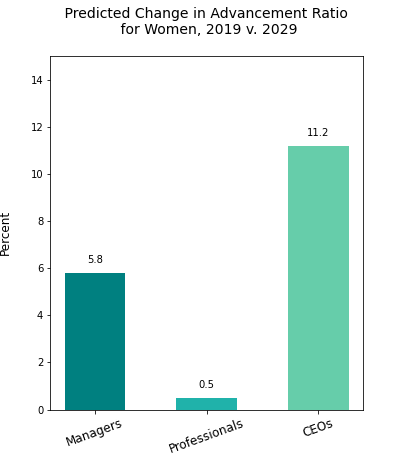 Predicted Change in Advancement Ratio
for Women, 2019 v. 2029
Percent
14
12
10
8
6
4
2
0
5.8
0.5
11.2
Managers
Professionals
CEOs